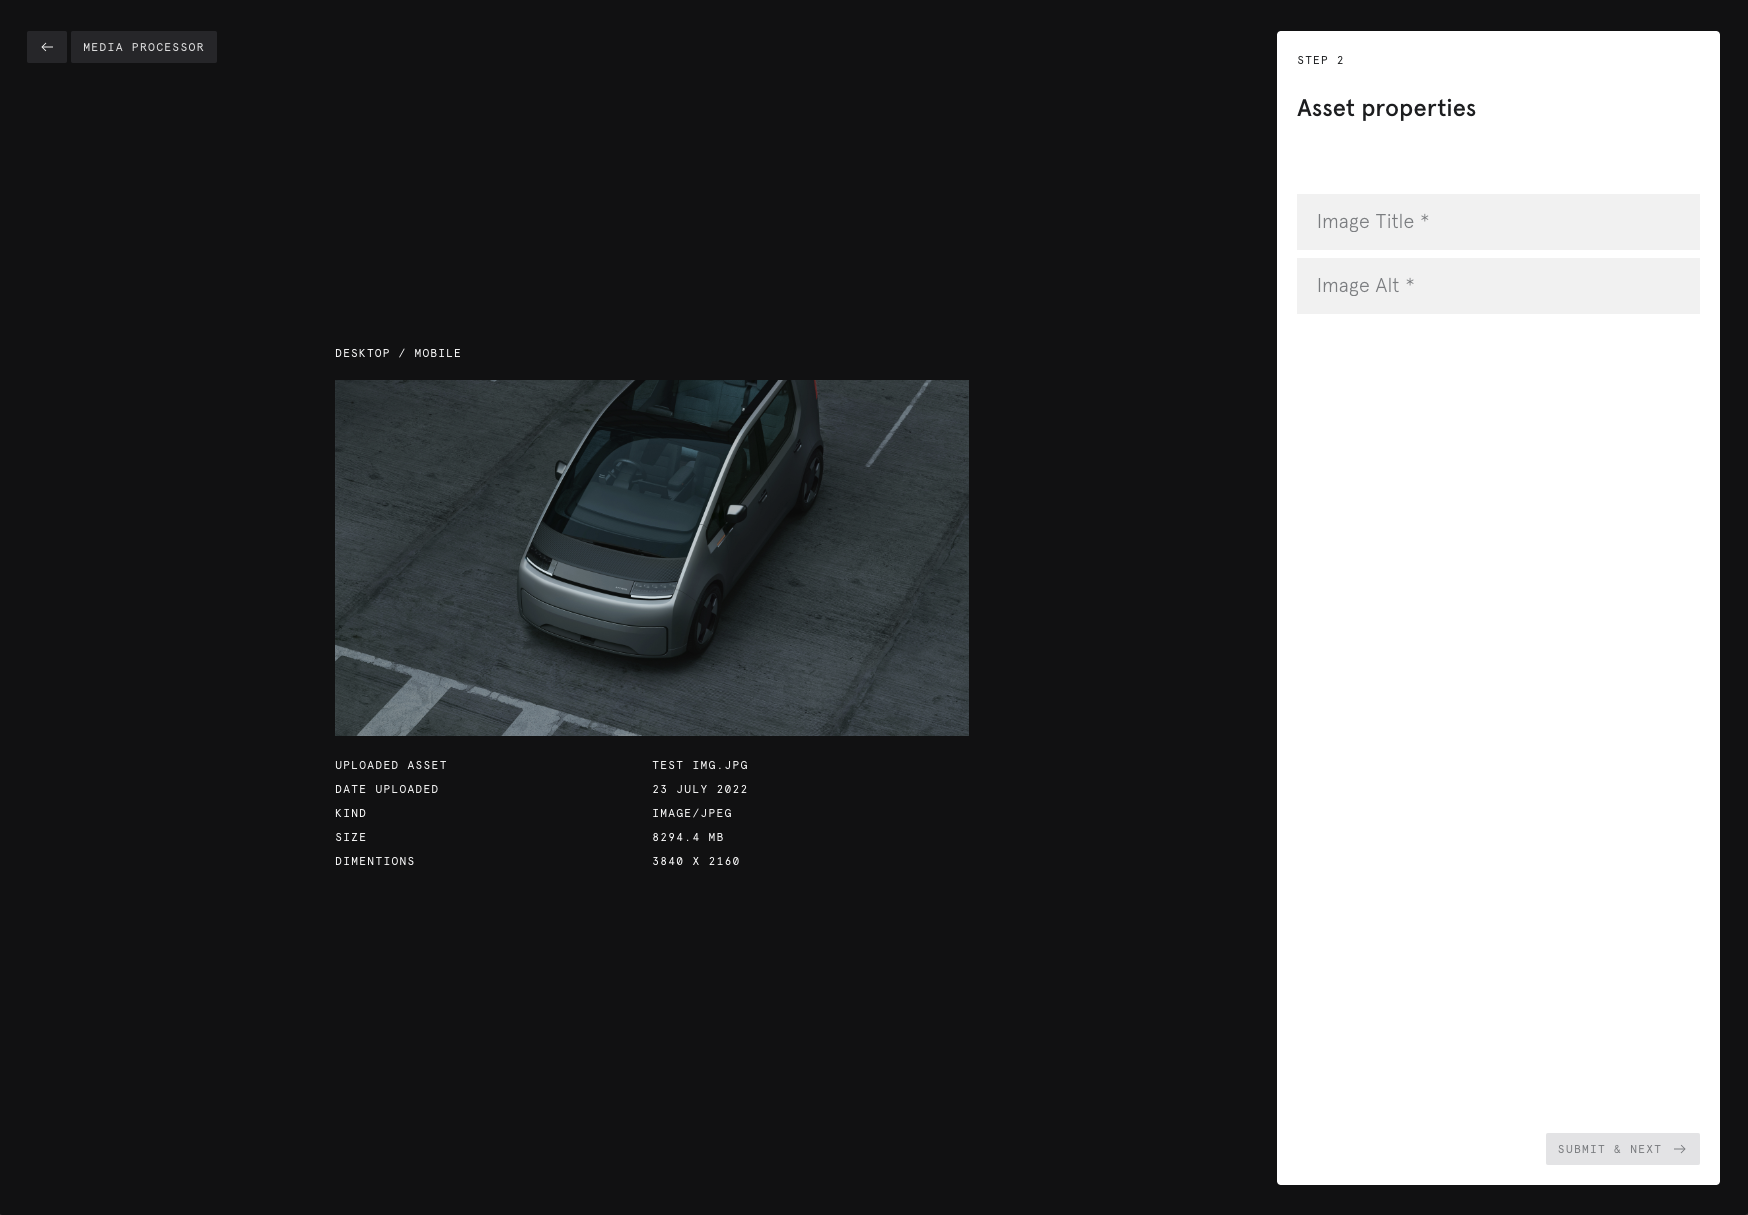 ←
MEDIA PROCESSOR
STEP 2
Asset properties
Image Title *
Image Alt *
DESKTOP / MOBILE
UPLOADED ASSET TEST IMG.JPG
DATE UPLOADED 23 JULY 2022
KIND IMAGE/JPEG
SIZE 8294.4 MB
DIMENTIONS 3840 X 2160
SUBMIT & NEXT →